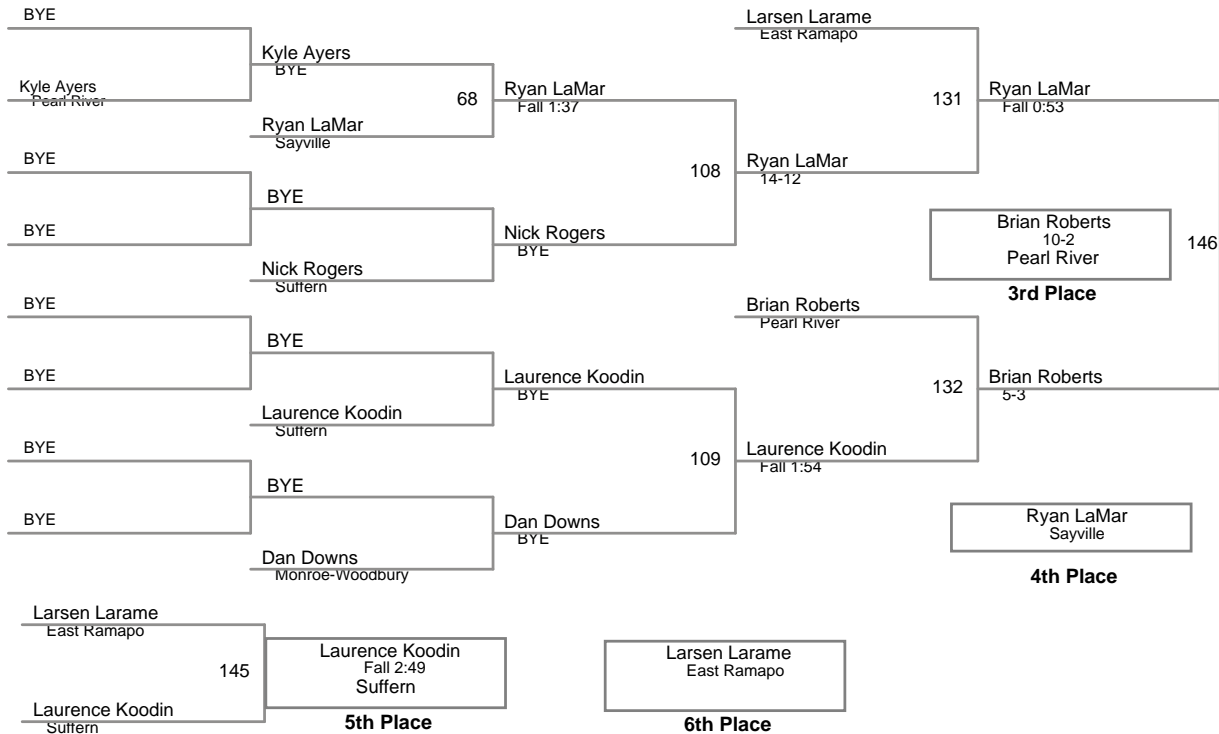 BYE
Kyle Ayers
Pearl River
BYE
BYE
BYE
BYE
BYE
BYE
Kyle Ayers
BYE
68
Ryan LaMar
Sayville
BYE
Nick Rogers
Suffern
BYE
Laurence Koodin
Suffern
BYE
Dan Downs
Monroe-Woodbury
Ryan LaMar
Fall 1:37
108
Nick Rogers
BYE
Laurence Koodin
BYE
109
Dan Downs
BYE
Larsen Larame
East Ramapo
131
Ryan LaMar
14-12
Brian Roberts
Pearl River
132
Laurence Koodin
Fall 1:54
Ryan LaMar
Fall 0:53
Brian Roberts
10-2
Pearl River
146
3rd Place
Brian Roberts
5-3
Ryan LaMar
Sayville
4th Place
Larsen Larame
East Ramapo
145
Laurence Koodin
Suffern
Laurence Koodin
Fall 2:49
Suffern
5th Place
Larsen Larame
East Ramapo
6th Place